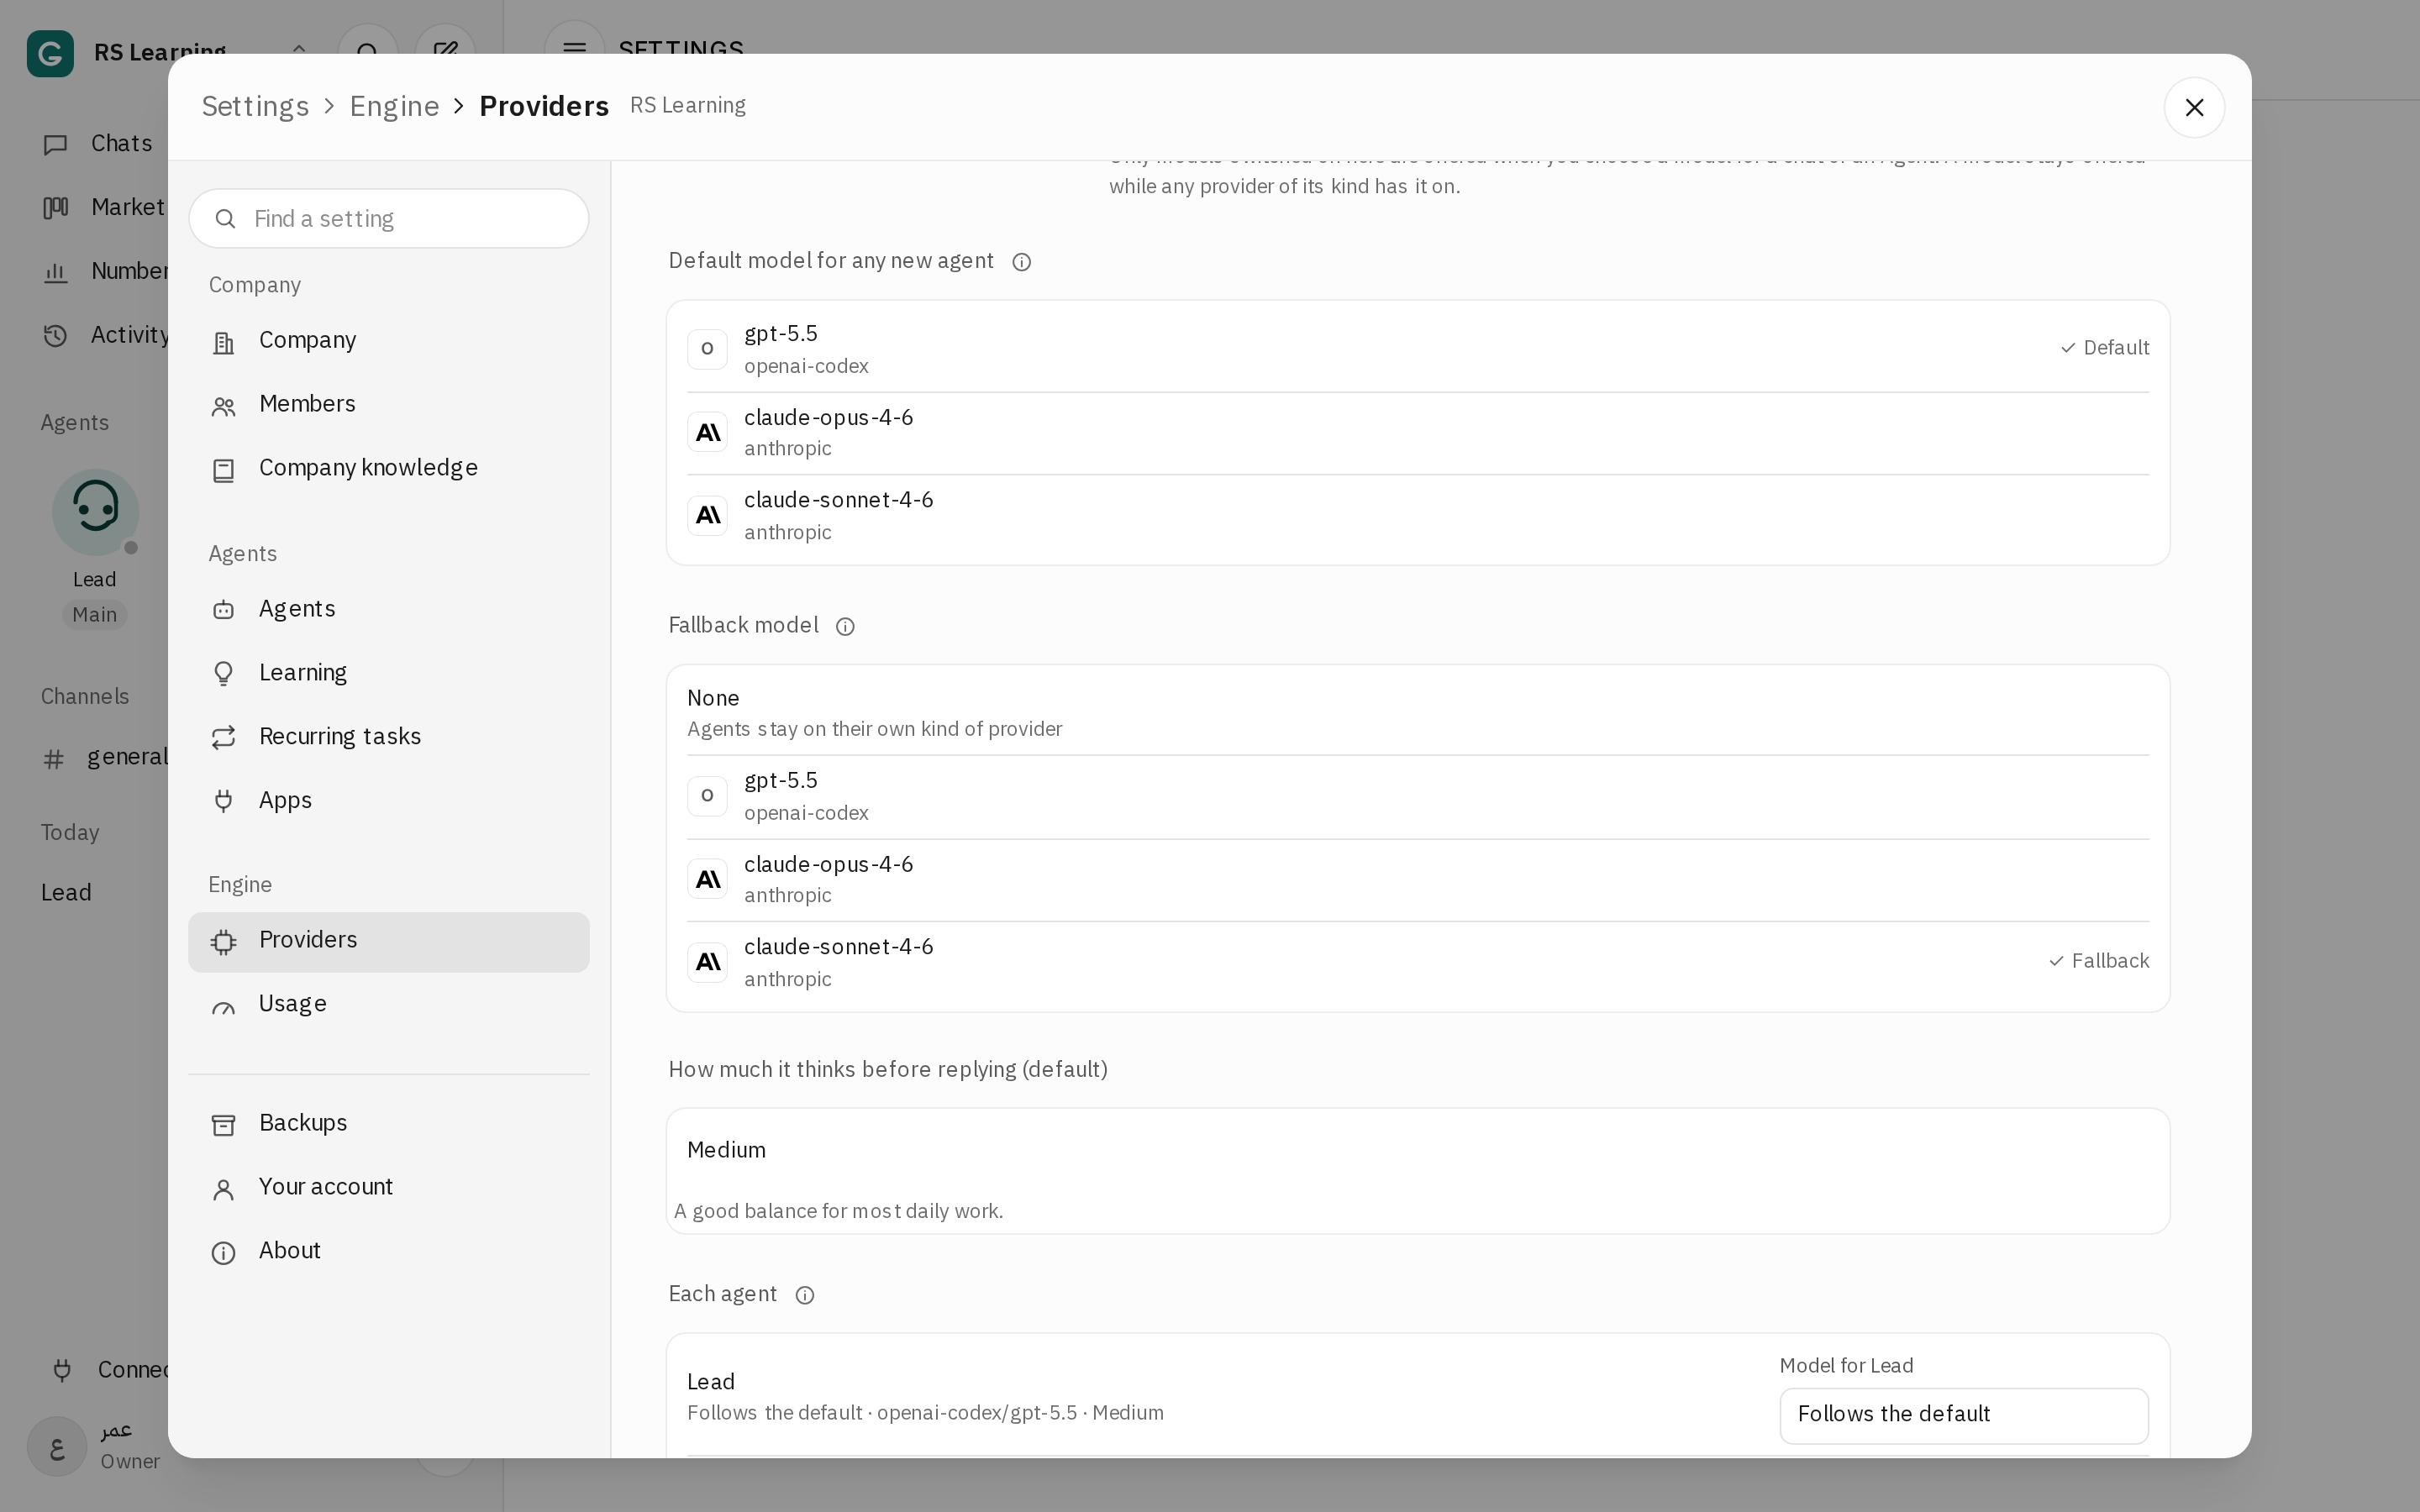 RS Learning
SETTINGS
Chats
Market
Number
Activity
Agents
Lead
Main
Channels
general
Today
Lead
Connec
ع
عمر
Owner
Settings > Engine > Providers RS Learning
Find a setting
Company
Company
Members
Company knowledge
Agents
Agents
Learning
Recurring tasks
Apps
Engine
Providers
Usage
Backups
Your account
About
while any provider of its kind has it on.
Default model for any new agent
O
gpt-5.5
openai-codex
Default
claude-opus-4-6
anthropic
claude-sonnet-4-6
anthropic
Fallback model
None
Agents stay on their own kind of provider
O
gpt-5.5
openai-codex
claude-opus-4-6
anthropic
claude-sonnet-4-6
anthropic
Fallback
How much it thinks before replying (default)
Medium
A good balance for most daily work.
Each agent
Lead
Follows the default · openai-codex/gpt-5.5 · Medium
Model for Lead
Follows the default